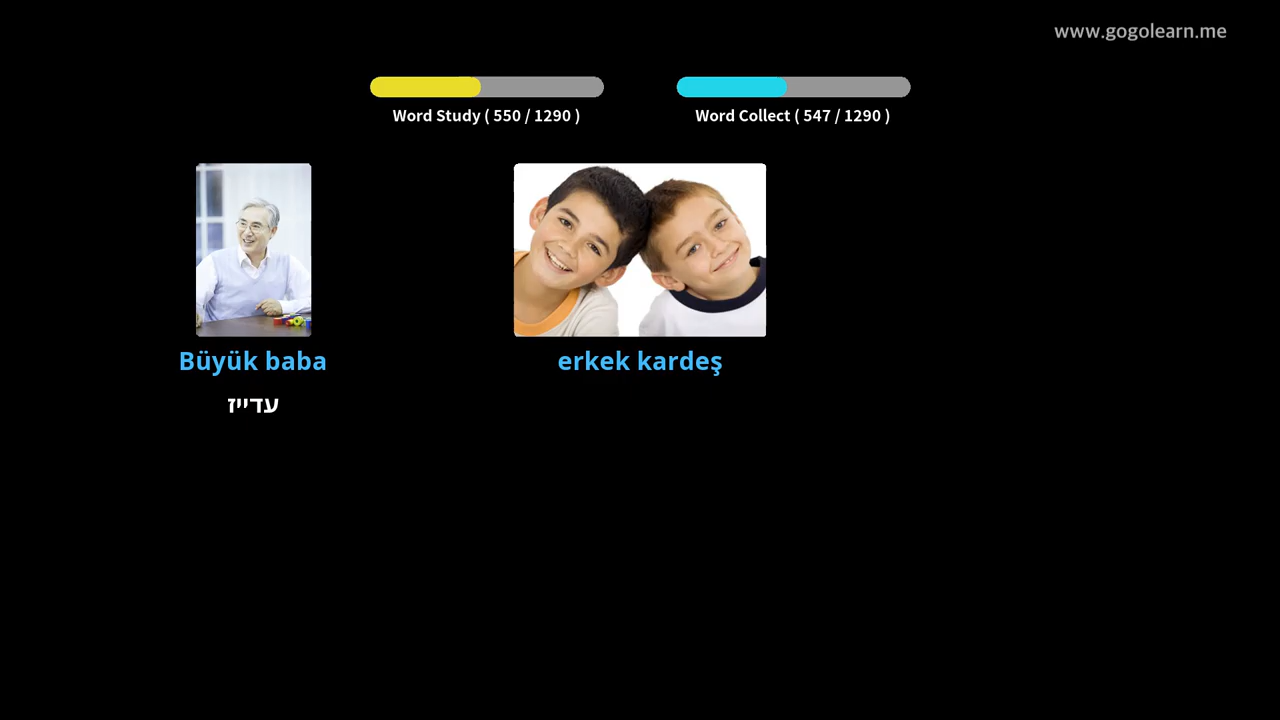 www.gogolearn.me
Word Study ( 550 / 1290 )
Word Collect ( 547 / 1290 )
Büyük baba
erkek kardeş
עדייז